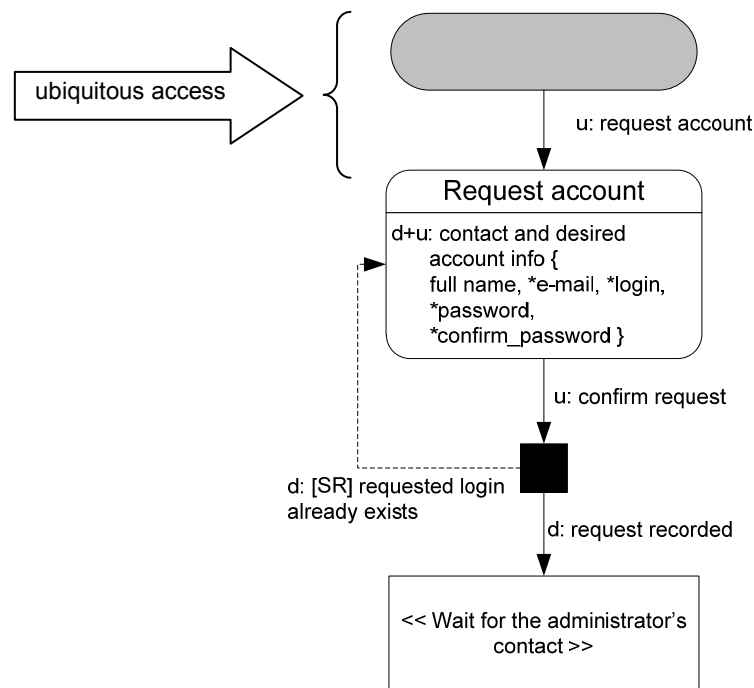 ubiquitous access
u: request account
Request account
d+u: contact and desired
account info {
full name, *e-mail, *login,
*password,
*confirm_password }
u: confirm request
d: [SR] requested login
already exists
d: request recorded
<< Wait for the administrator's
contact >>